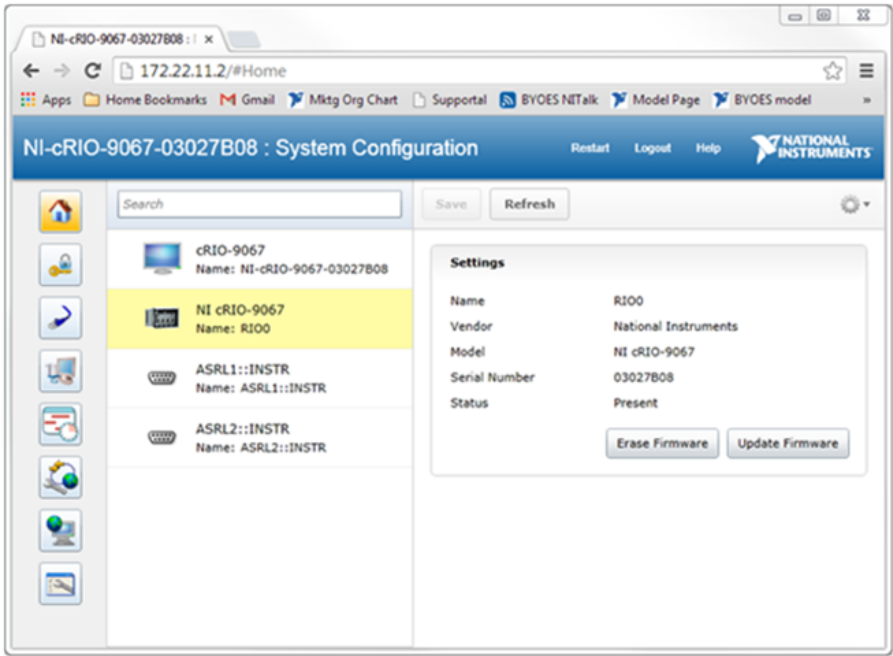 NI-cRIO-9067-03027B08 : |
172.22.11.2/#Home
Apps Home Bookmarks Gmail Mktg Org Chart Supportal BYOES NITalk Model Page BYOES model »
NI-cRIO-9067-03027B08 : System Configuration Restart Logout Help NATIONAL INSTRUMENTS
Search
Save Refresh
cRIO-9067
Name: NI-cRIO-9067-03027B08
NI cRIO-9067
Name: RIO0
ASRL1::INSTR
Name: ASRL1::INSTR
ASRL2::INSTR
Name: ASRL2::INSTR
Settings
Name RIO0
Vendor National Instruments
Model NI cRIO-9067
Serial Number 03027B08
Status Present
Erase Firmware Update Firmware